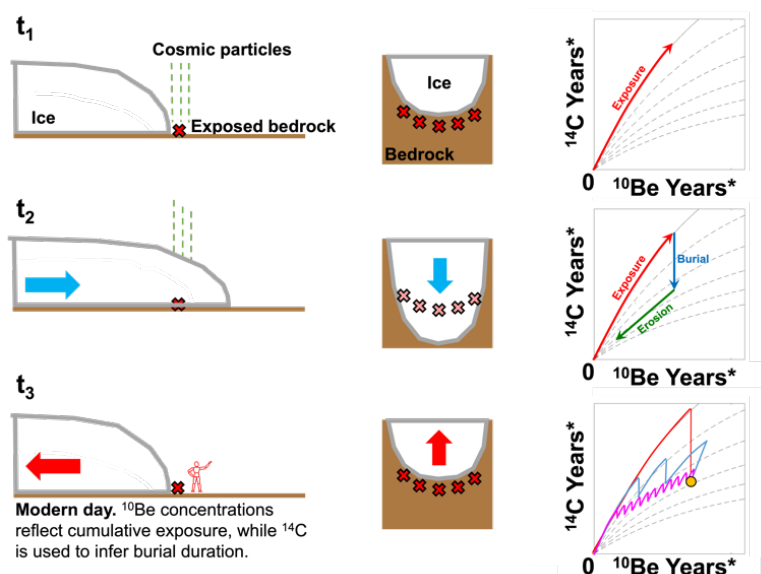 t₁
Cosmic particles
Ice
Exposed bedrock
Ice
Bedrock
¹⁴C Years*
Exposure
0
¹⁰Be Years*
t₂
¹⁴C Years*
Exposure
Burial
Erosion
0
¹⁰Be Years*
t₃
Modern day. ¹⁰Be concentrations
reflect cumulative exposure, while ¹⁴C
is used to infer burial duration.
¹⁴C Years*
0
¹⁰Be Years*